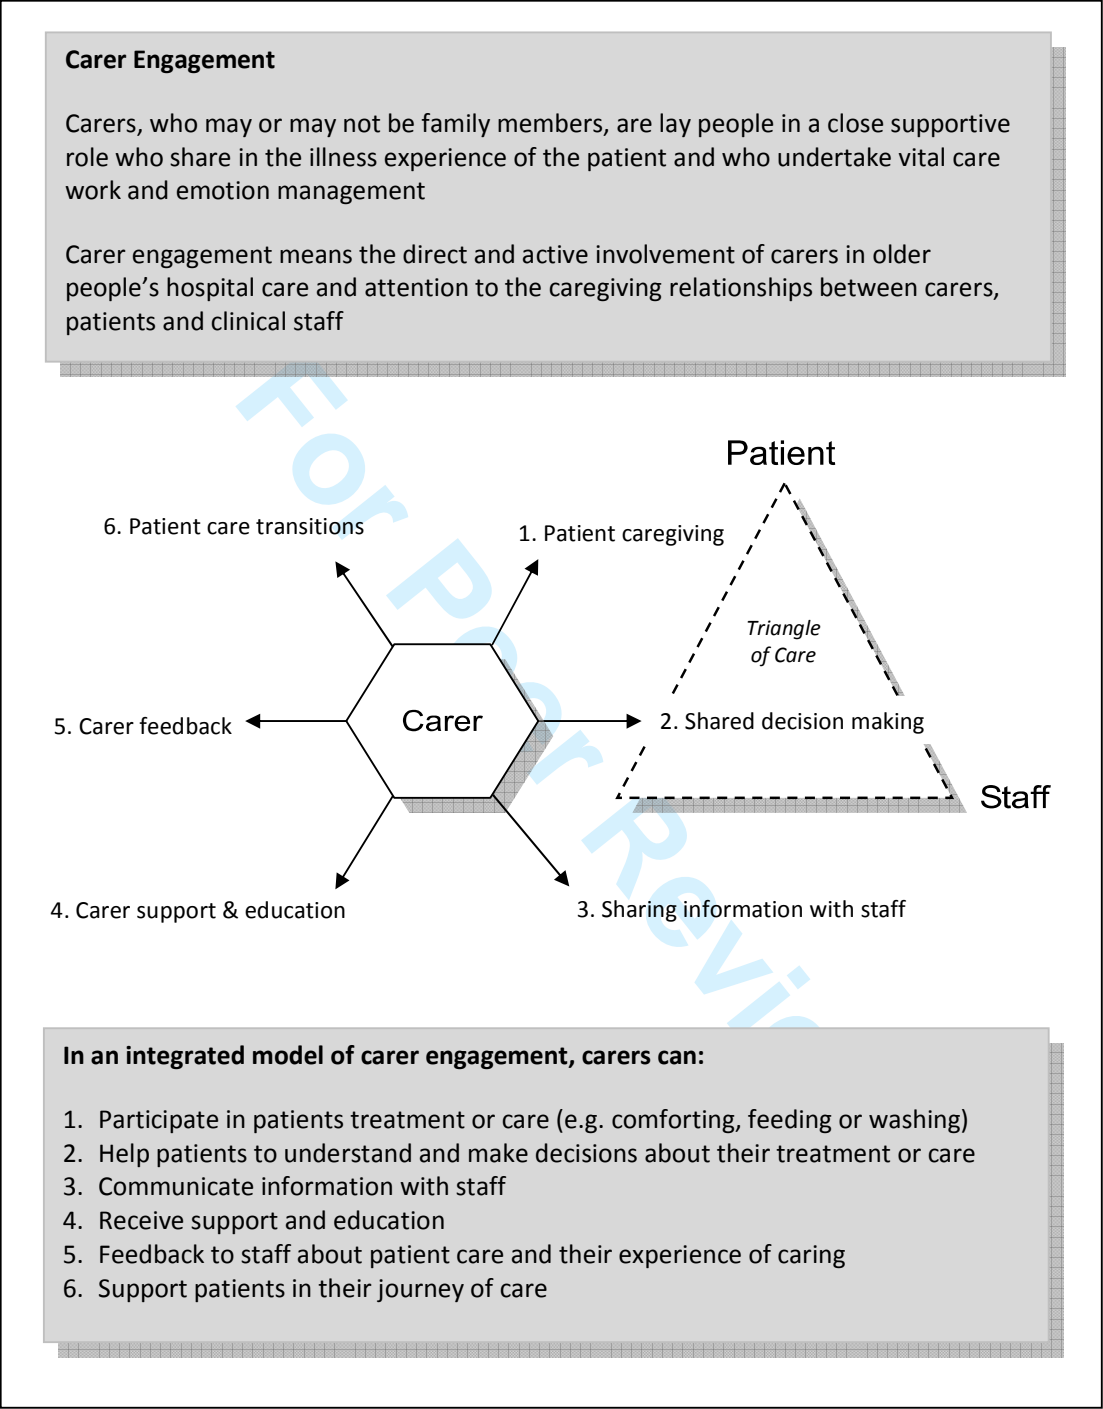 Carer Engagement
Carers, who may or may not be family members, are lay people in a close supportive
role who share in the illness experience of the patient and who undertake vital care
work and emotion management
Carer engagement means the direct and active involvement of carers in older
people’s hospital care and attention to the caregiving relationships between carers,
patients and clinical staff
Patient
6. Patient care transitions
1. Patient caregiving
Triangle
of Care
5. Carer feedback
Carer
2. Shared decision making
Staff
4. Carer support & education
3. Sharing information with staff
For Peer Revie
In an integrated model of carer engagement, carers can:
1. Participate in patients treatment or care (e.g. comforting, feeding or washing)
2. Help patients to understand and make decisions about their treatment or care
3. Communicate information with staff
4. Receive support and education
5. Feedback to staff about patient care and their experience of caring
6. Support patients in their journey of care